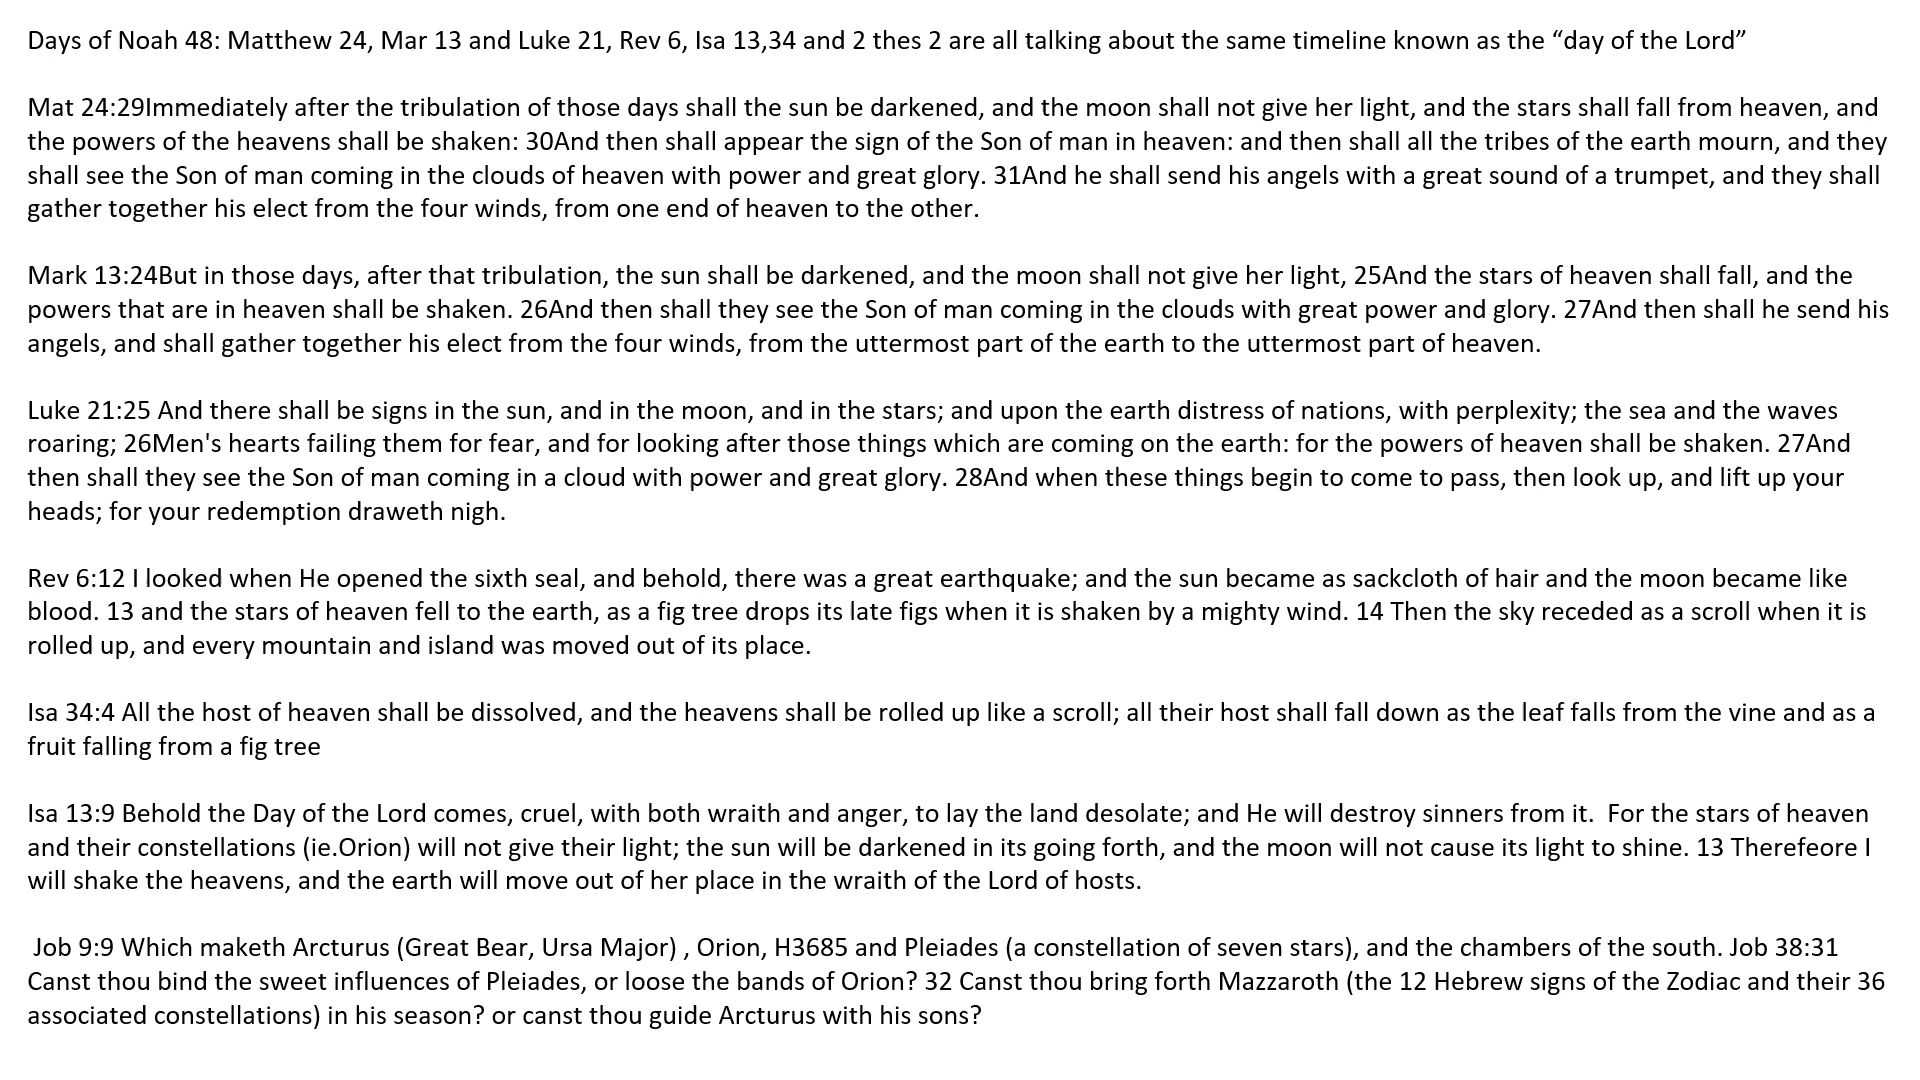 Days of Noah 48: Matthew 24, Mar 13 and Luke 21, Rev 6, Isa 13,34 and 2 thes 2 are all talking about the same timeline known as the “day of the Lord”
Mat 24:29Immediately after the tribulation of those days shall the sun be darkened, and the moon shall not give her light, and the stars shall fall from heaven, and
the powers of the heavens shall be shaken: 30And then shall appear the sign of the Son of man in heaven: and then shall all the tribes of the earth mourn, and they
shall see the Son of man coming in the clouds of heaven with power and great glory. 31And he shall send his angels with a great sound of a trumpet, and they shall
gather together his elect from the four winds, from one end of heaven to the other.
Mark 13:24But in those days, after that tribulation, the sun shall be darkened, and the moon shall not give her light, 25And the stars of heaven shall fall, and the
powers that are in heaven shall be shaken. 26And then shall they see the Son of man coming in the clouds with great power and glory. 27And then shall he send his
angels, and shall gather together his elect from the four winds, from the uttermost part of the earth to the uttermost part of heaven.
Luke 21:25 And there shall be signs in the sun, and in the moon, and in the stars; and upon the earth distress of nations, with perplexity; the sea and the waves
roaring; 26Men's hearts failing them for fear, and for looking after those things which are coming on the earth: for the powers of heaven shall be shaken. 27And
then shall they see the Son of man coming in a cloud with power and great glory. 28And when these things begin to come to pass, then look up, and lift up your
heads; for your redemption draweth nigh.
Rev 6:12 I looked when He opened the sixth seal, and behold, there was a great earthquake; and the sun became as sackcloth of hair and the moon became like
blood. 13 and the stars of heaven fell to the earth, as a fig tree drops its late figs when it is shaken by a mighty wind. 14 Then the sky receded as a scroll when it is
rolled up, and every mountain and island was moved out of its place.
Isa 34:4 All the host of heaven shall be dissolved, and the heavens shall be rolled up like a scroll; all their host shall fall down as the leaf falls from the vine and as a
fruit falling from a fig tree
Isa 13:9 Behold the Day of the Lord comes, cruel, with both wraith and anger, to lay the land desolate; and He will destroy sinners from it.  For the stars of heaven
and their constellations (ie.Orion) will not give their light; the sun will be darkened in its going forth, and the moon will not cause its light to shine. 13 Therefeore I
will shake the heavens, and the earth will move out of her place in the wraith of the Lord of hosts.
Job 9:9 Which maketh Arcturus (Great Bear, Ursa Major) , Orion, H3685 and Pleiades (a constellation of seven stars), and the chambers of the south. Job 38:31
Canst thou bind the sweet influences of Pleiades, or loose the bands of Orion? 32 Canst thou bring forth Mazzaroth (the 12 Hebrew signs of the Zodiac and their 36
associated constellations) in his season? or canst thou guide Arcturus with his sons?